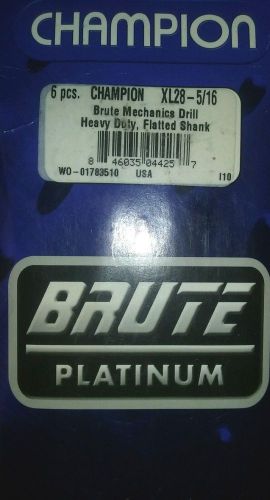 CHAMPION
6 pcs. CHAMPION XL28-5/16
Brute Mechanics Drill
Heavy Duty, Flatted Shank
8 46035 04425 7
WO-01783510 USA I10
BRUTE
PLATINUM